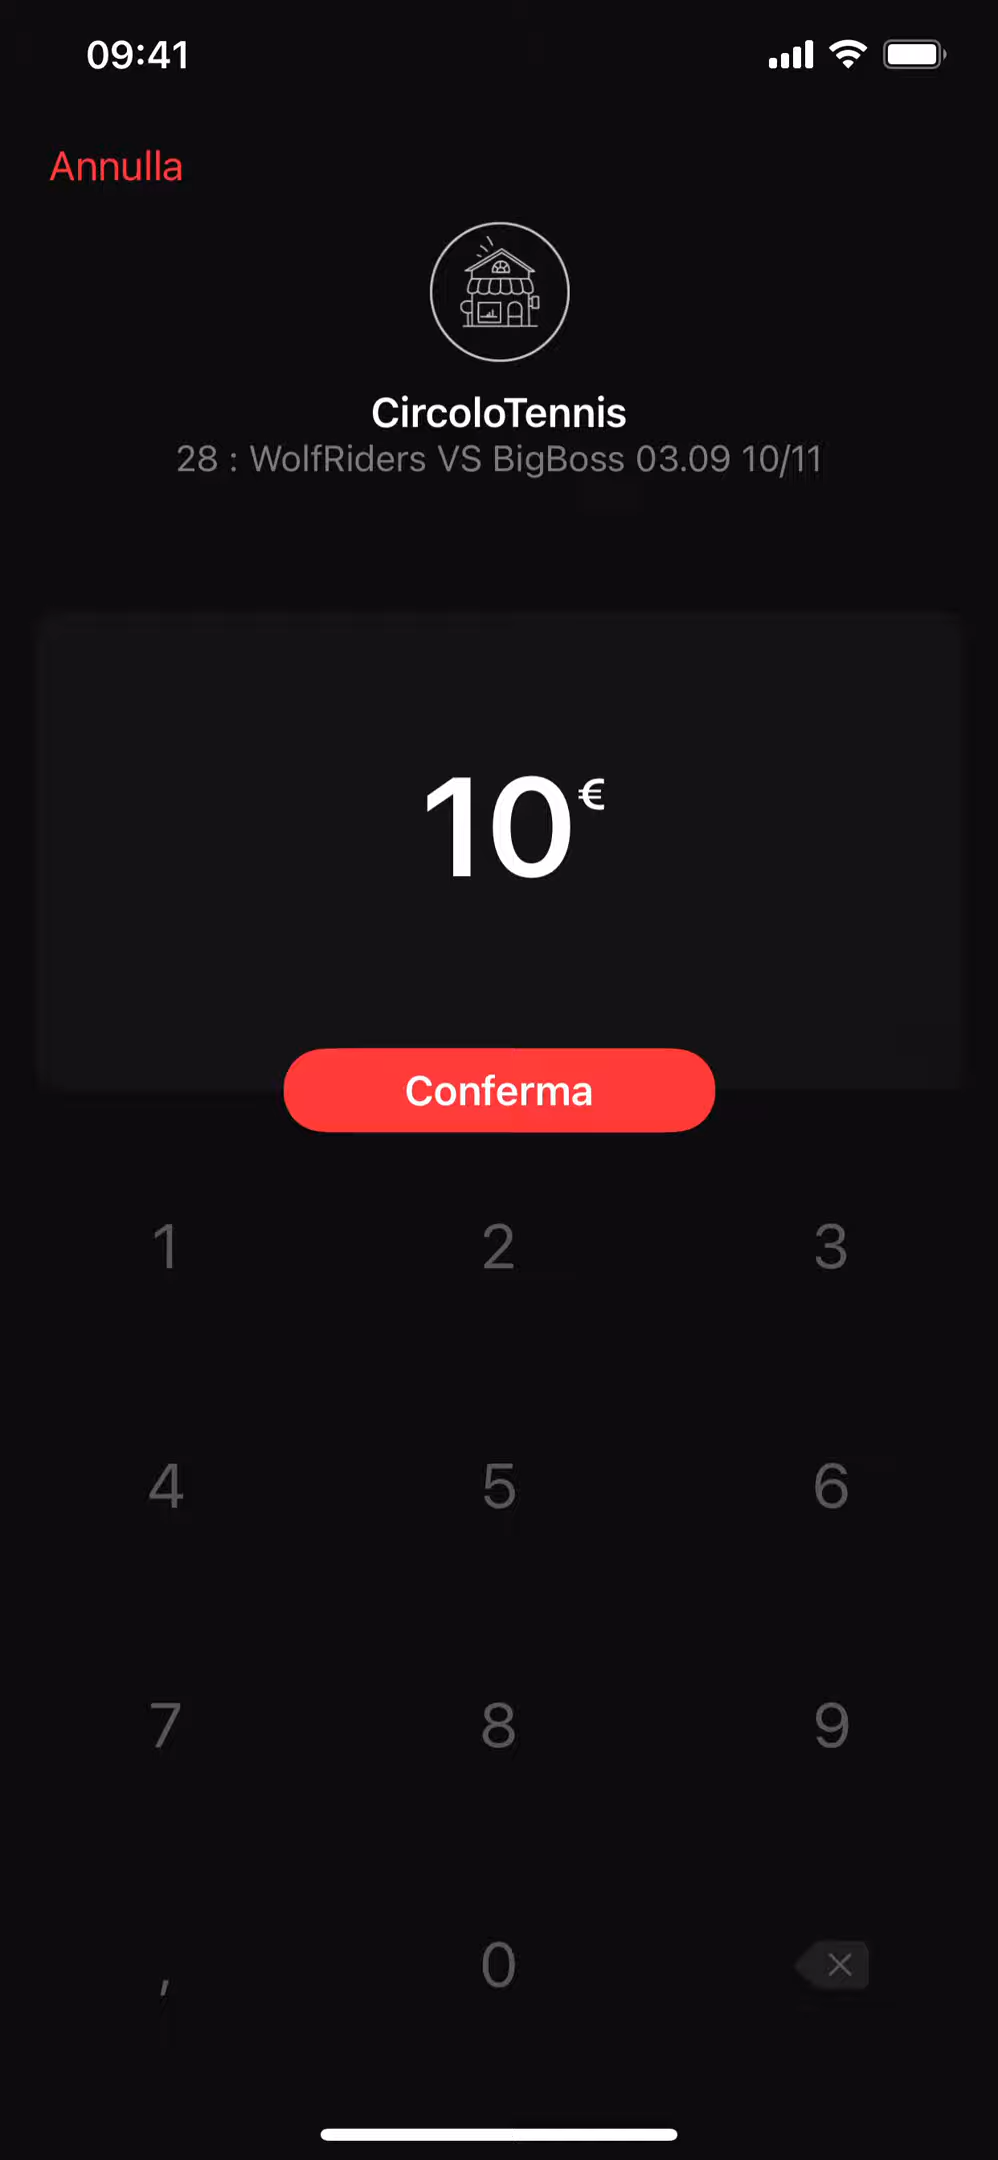 09:41
Annulla
CircoloTennis
28 : WolfRiders VS BigBoss 03.09 10/11
10€
Conferma
1 2 3
4 5 6
7 8 9
, 0